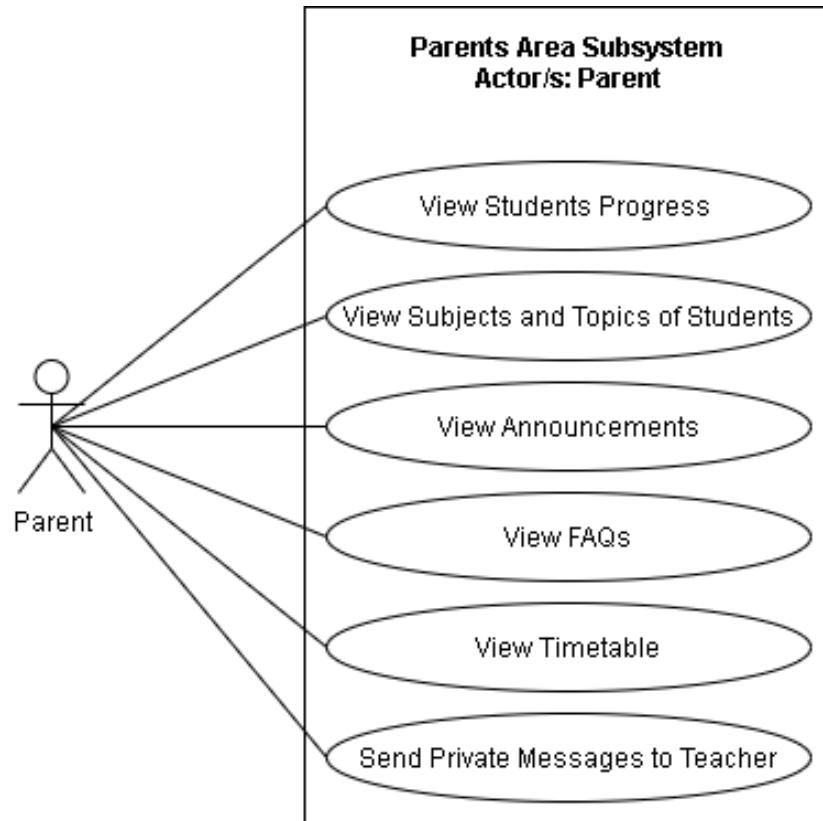 Parents Area Subsystem
Actor/s: Parent
View Students Progress
View Subjects and Topics of Students
View Announcements
Parent
View FAQs
View Timetable
Send Private Messages to Teacher